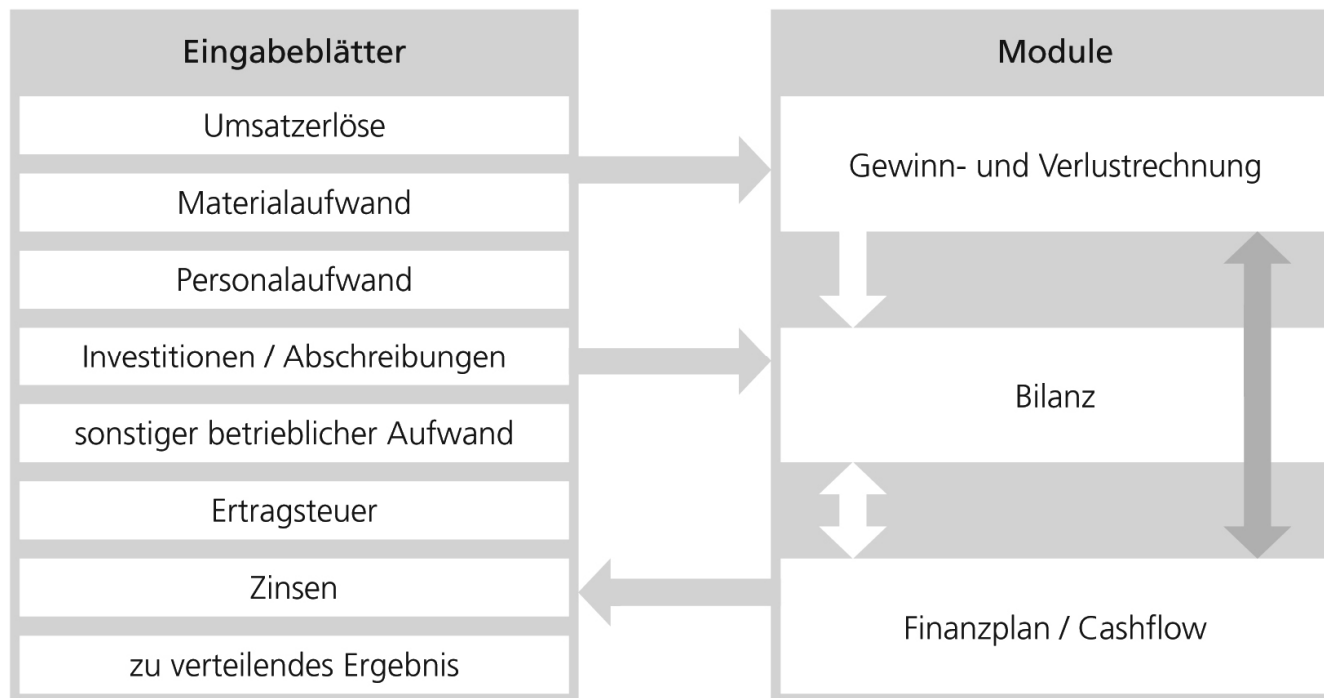 Eingabeblätter
Umsatzerlöse
Materialaufwand
Personalaufwand
Investitionen / Abschreibungen
sonstiger betrieblicher Aufwand
Ertragsteuer
Zinsen
zu verteilendes Ergebnis
Module
Gewinn- und Verlustrechnung
Bilanz
Finanzplan / Cashflow